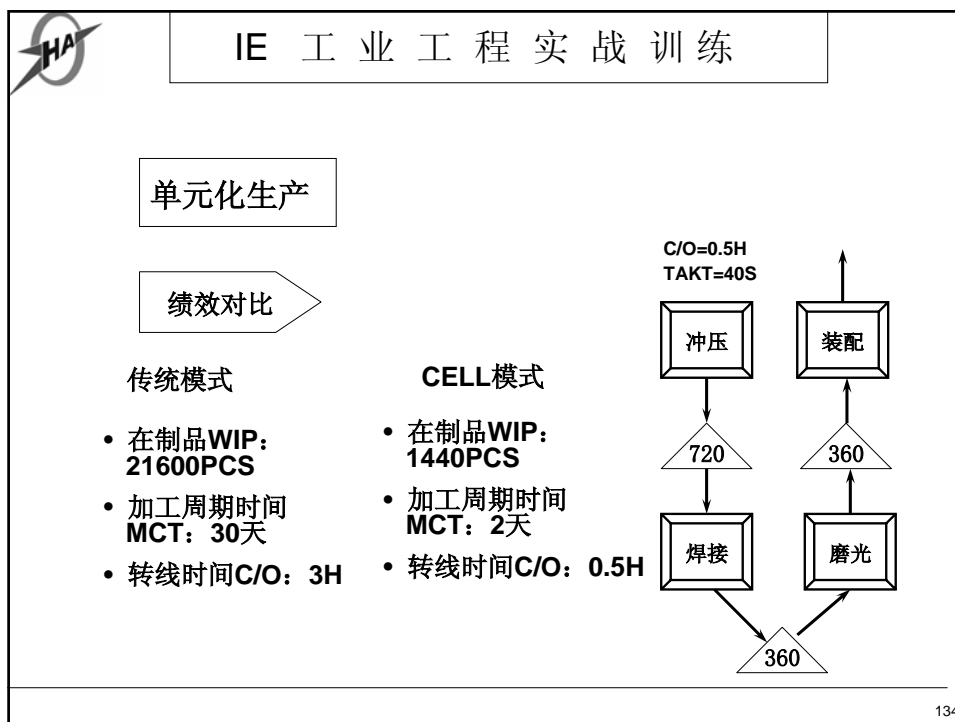 HA
IE 工 业 工 程 实 战 训 练
单元化生产
绩效对比
传统模式
• 在制品WIP：
21600PCS
• 加工周期时间
MCT：30天
• 转线时间C/O：3H
CELL模式
• 在制品WIP：
1440PCS
• 加工周期时间
MCT：2天
• 转线时间C/O：0.5H
C/O=0.5H
TAKT=40S
冲压
装配
720
360
焊接
磨光
360
134